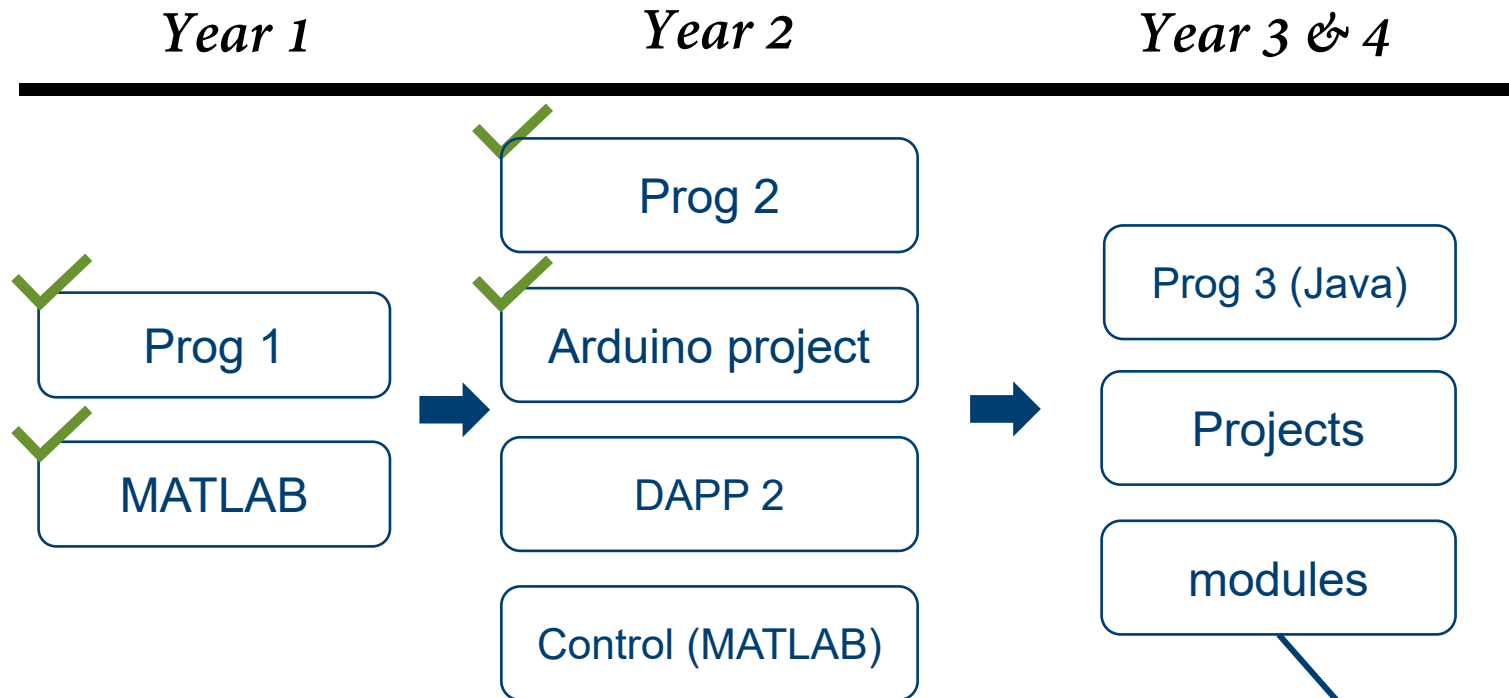 Year 1
Year 2
Year 3 & 4
Prog 1
MATLAB
Prog 2
Arduino project
DAPP 2
Control (MATLAB)
Prog 3 (Java)
Projects
modules